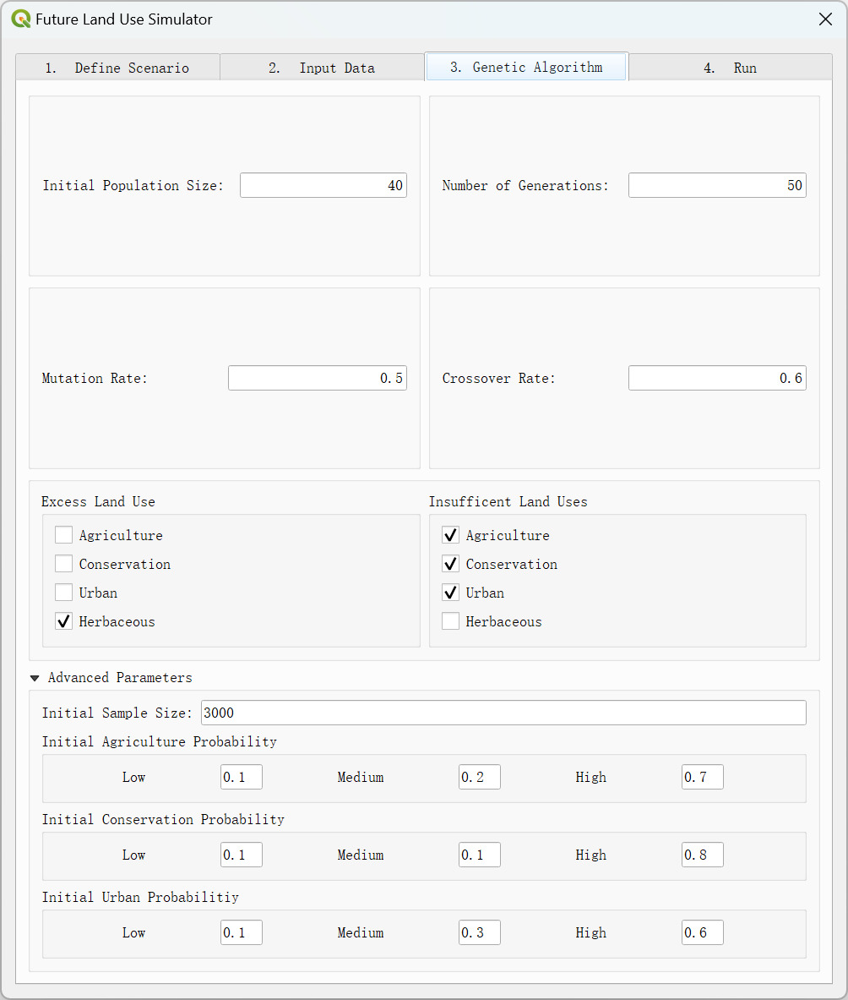 Future Land Use Simulator
1. Define Scenario 2. Input Data 3. Genetic Algorithm 4. Run
Initial Population Size: 40 Number of Generations: 50
Mutation Rate: 0.5 Crossover Rate: 0.6
Excess Land Use Insufficent Land Uses
Agriculture Agriculture
Conservation Conservation
Urban Urban
Herbaceous Herbaceous
Advanced Parameters
Initial Sample Size: 3000
Initial Agriculture Probability
Low 0.1 Medium 0.2 High 0.7
Initial Conservation Probability
Low 0.1 Medium 0.1 High 0.8
Initial Urban Probabilitiy
Low 0.1 Medium 0.3 High 0.6